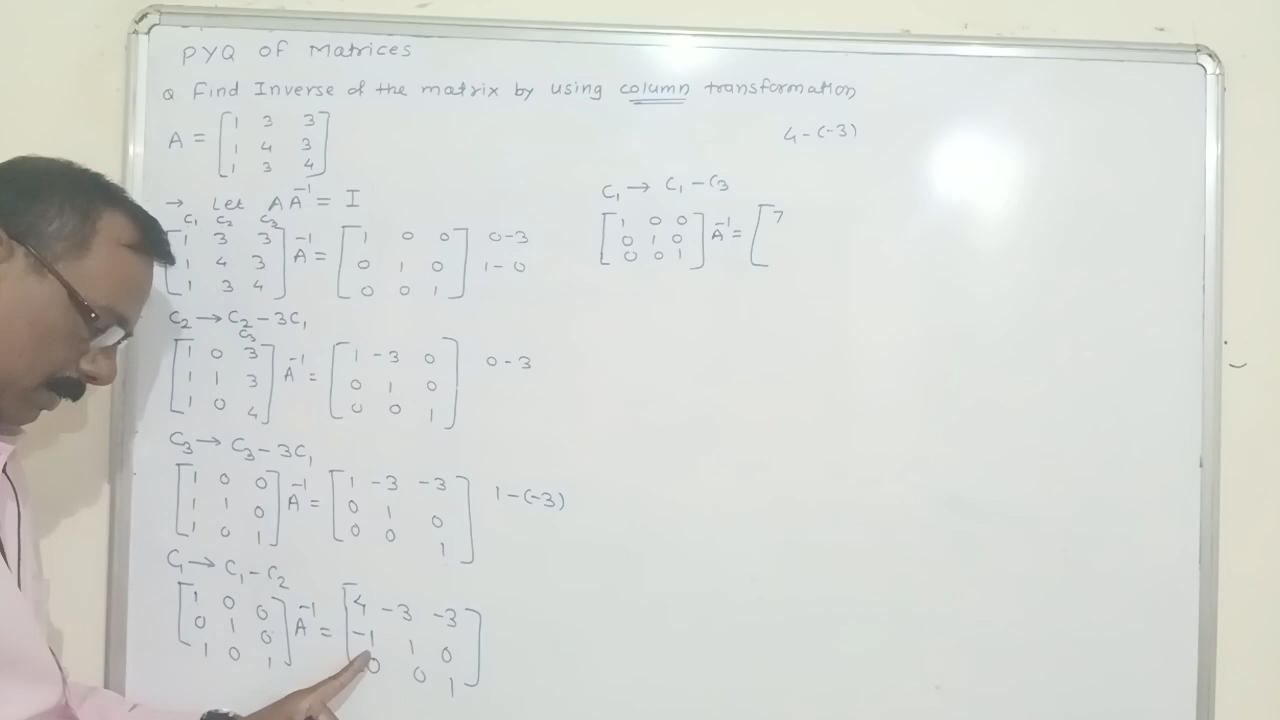 PYQ OF Matrices
Q Find Inverse of the matrix by using column transformation
A = [1 3 3
1 4 3
1 3 4]
→ Let AA⁻¹ = I
C₁ C₂ C₃
[1 3 3
1 4 3
1 3 4] A⁻¹ = [1 0 0
0 1 0
0 0 1]
0-3
1-0
C₂ → C₂ - 3C₁
C₃
[1 0 3
1 1 3
1 0 4] A⁻¹ = [1 -3 0
0 1 0
0 0 1]
0-3
C₃ → C₃ - 3C₁
[1 0 0
1 1 0
1 0 1] A⁻¹ = [1 -3 -3
0 1 0
0 0 1]
1-(-3)
C₁ → C₁ - C₂
[1 0 0
0 1 0
1 0 1] A⁻¹ = [4 -3 -3
-1 1 0
0 0 1]
4-(-3)
C₁ → C₁ - C₃
[1 0 0
0 1 0
0 0 1] A⁻¹ = [7